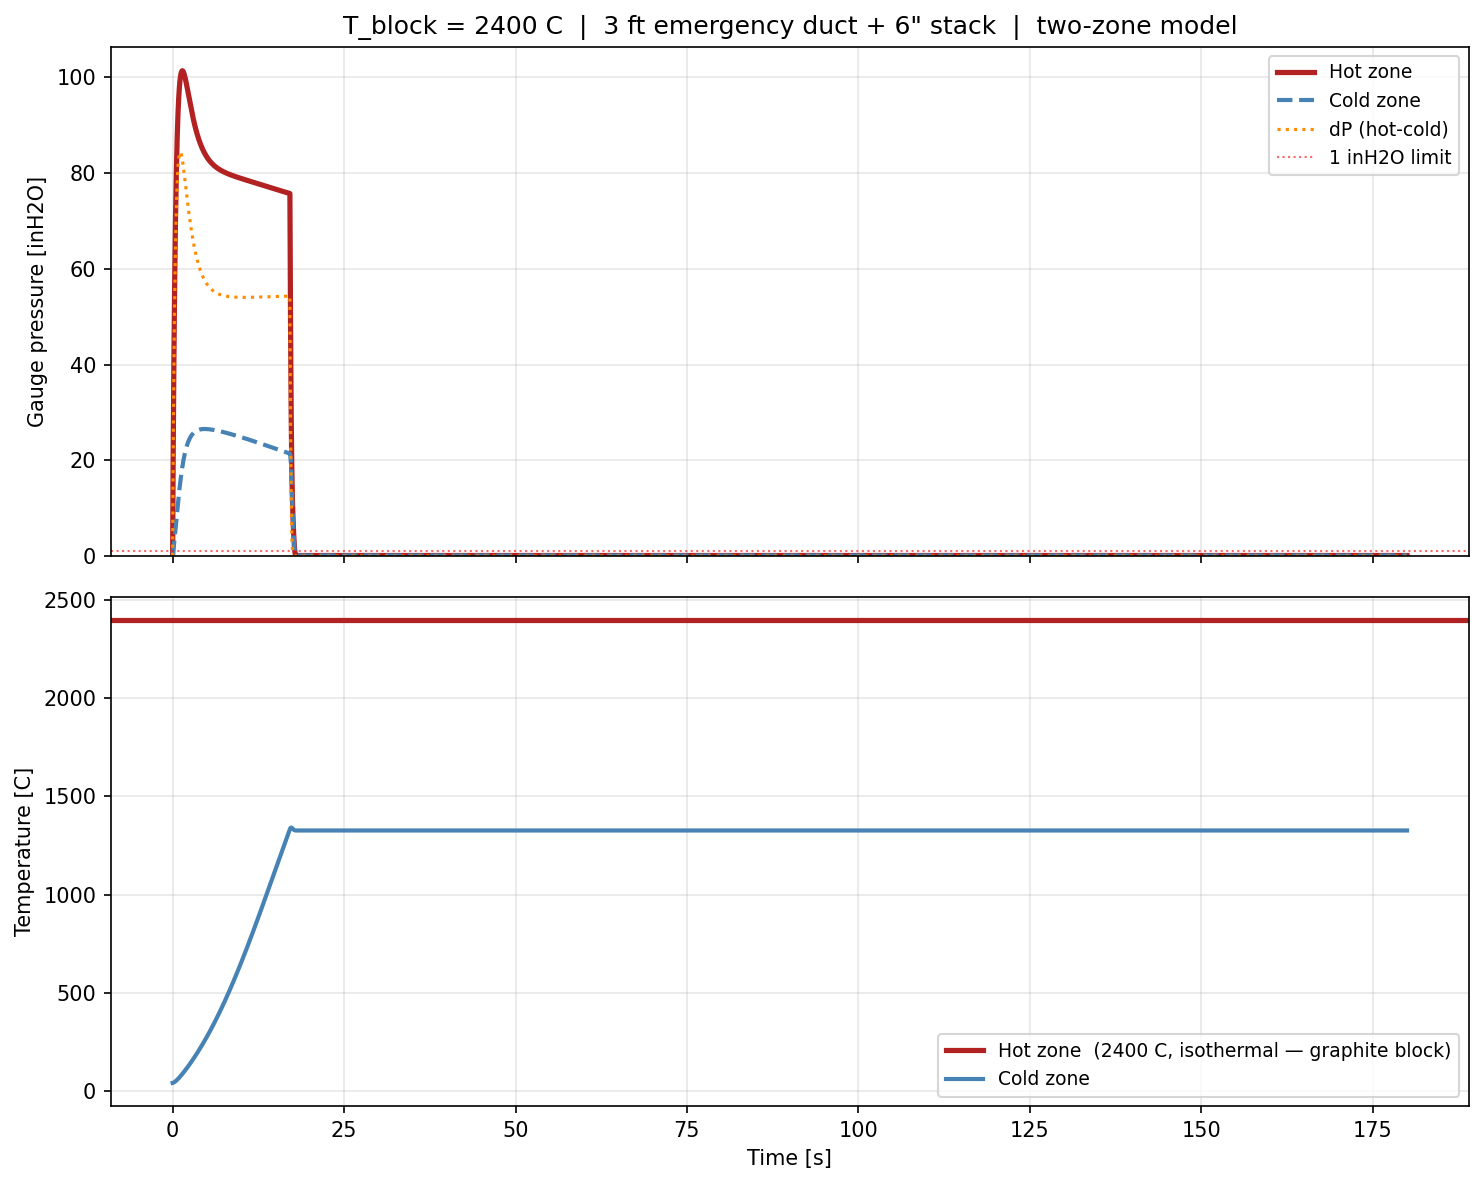 T_block = 2400 C  |  3 ft emergency duct + 6" stack  |  two-zone model
Gauge pressure [inH2O]
100
80
60
40
20
0
Hot zone
Cold zone
dP (hot-cold)
1 inH2O limit
Temperature [C]
2500
2000
1500
1000
500
0
Hot zone  (2400 C, isothermal — graphite block)
Cold zone
0
25
50
75
100
125
150
175
Time [s]